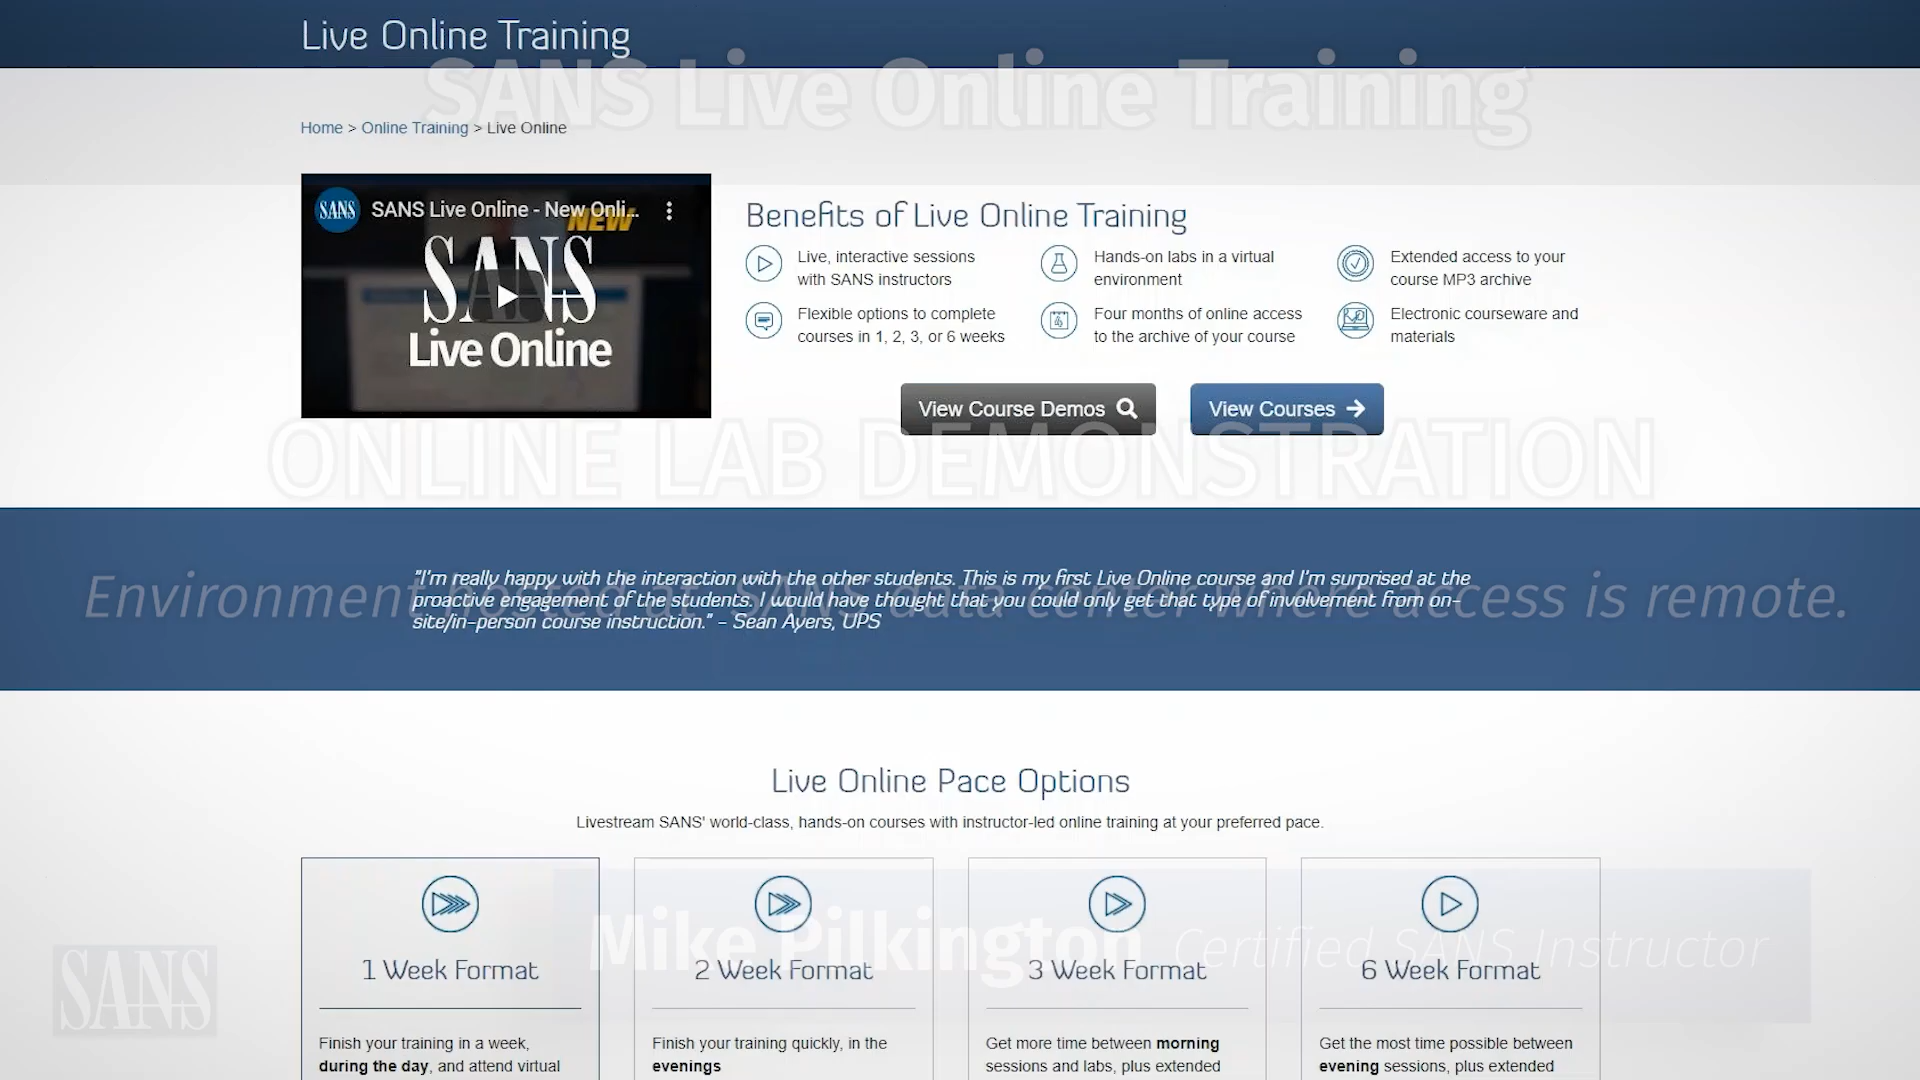 Live Online Training
SANS Live Online Training
Home > Online Training > Live Online
SANS
SANS Live Online - New Onli...
NEW
SANS
Live Online
Benefits of Live Online Training
Live, interactive sessions
with SANS instructors
Hands-on labs in a virtual
environment
Extended access to your
course MP3 archive
Flexible options to complete
courses in 1, 2, 3, or 6 weeks
Four months of online access
to the archive of your course
Electronic courseware and
materials
View Course Demos
View Courses
ONLINE LAB DEMONSTRATION
Environment hosted at SANS data center where access is remote.
"I'm really happy with the interaction with the other students. This is my first Live Online course and I'm surprised at the
proactive engagement of the students. I would have thought that you could only get that type of involvement from on-
site/in-person course instruction." - Sean Ayers, UPS
Live Online Pace Options
Livestream SANS' world-class, hands-on courses with instructor-led online training at your preferred pace.
Mike Pilkington Certified SANS Instructor
SANS
1 Week Format
Finish your training in a week,
during the day, and attend virtual
2 Week Format
Finish your training quickly, in the
evenings
3 Week Format
Get more time between morning
sessions and labs, plus extended
6 Week Format
Get the most time possible between
evening sessions, plus extended